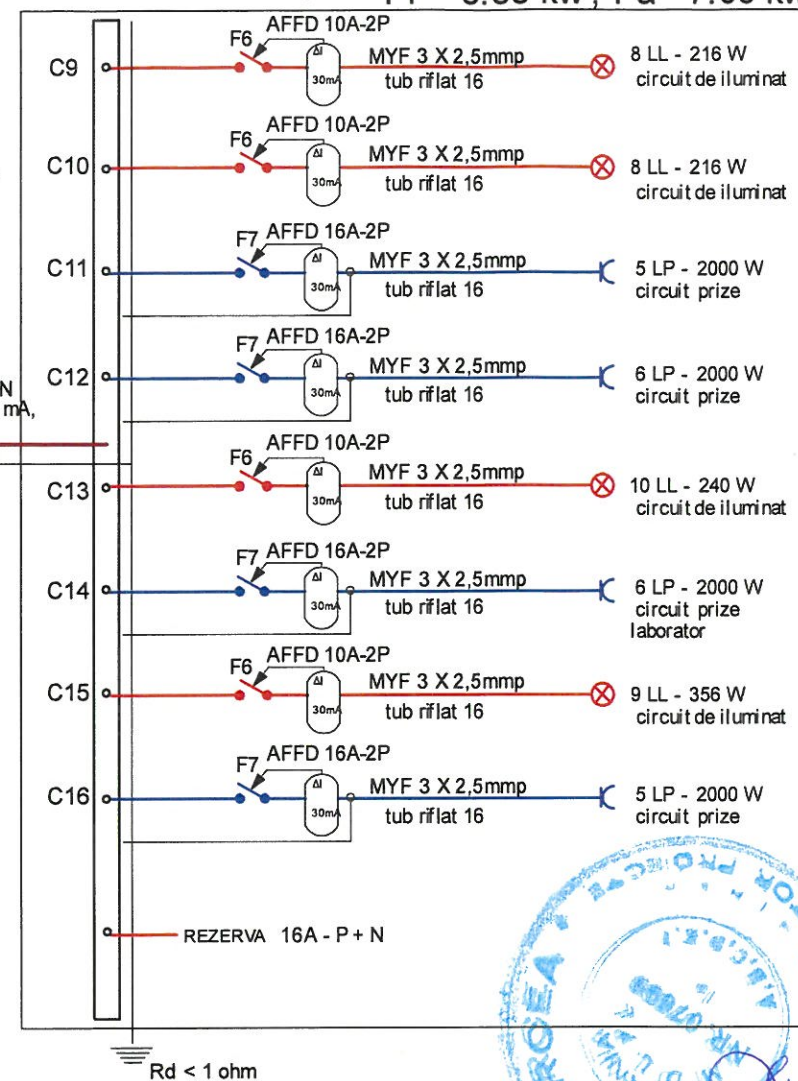 C9
F6
AFFD 10A-2P
ΔI
30mA
MYF 3 X 2,5mmp
tub riflat 16
8 LL - 216 W
circuit de iluminat
C10
F6
AFFD 10A-2P
ΔI
30mA
MYF 3 X 2,5mmp
tub riflat 16
8 LL - 216 W
circuit de iluminat
C11
F7
AFFD 16A-2P
ΔI
30mA
MYF 3 X 2,5mmp
tub riflat 16
5 LP - 2000 W
circuit prize
C12
F7
AFFD 16A-2P
ΔI
30mA
MYF 3 X 2,5mmp
tub riflat 16
6 LP - 2000 W
circuit prize
N
mA,
C13
F6
AFFD 10A-2P
ΔI
30mA
MYF 3 X 2,5mmp
tub riflat 16
10 LL - 240 W
circuit de iluminat
C14
F7
AFFD 16A-2P
ΔI
30mA
MYF 3 X 2,5mmp
tub riflat 16
6 LP - 2000 W
circuit prize
laborator
C15
F6
AFFD 10A-2P
ΔI
30mA
MYF 3 X 2,5mmp
tub riflat 16
9 LL - 356 W
circuit de iluminat
C16
F7
AFFD 16A-2P
ΔI
30mA
MYF 3 X 2,5mmp
tub riflat 16
5 LP - 2000 W
circuit prize
REZERVA 16A - P + N
Rd < 1 ohm